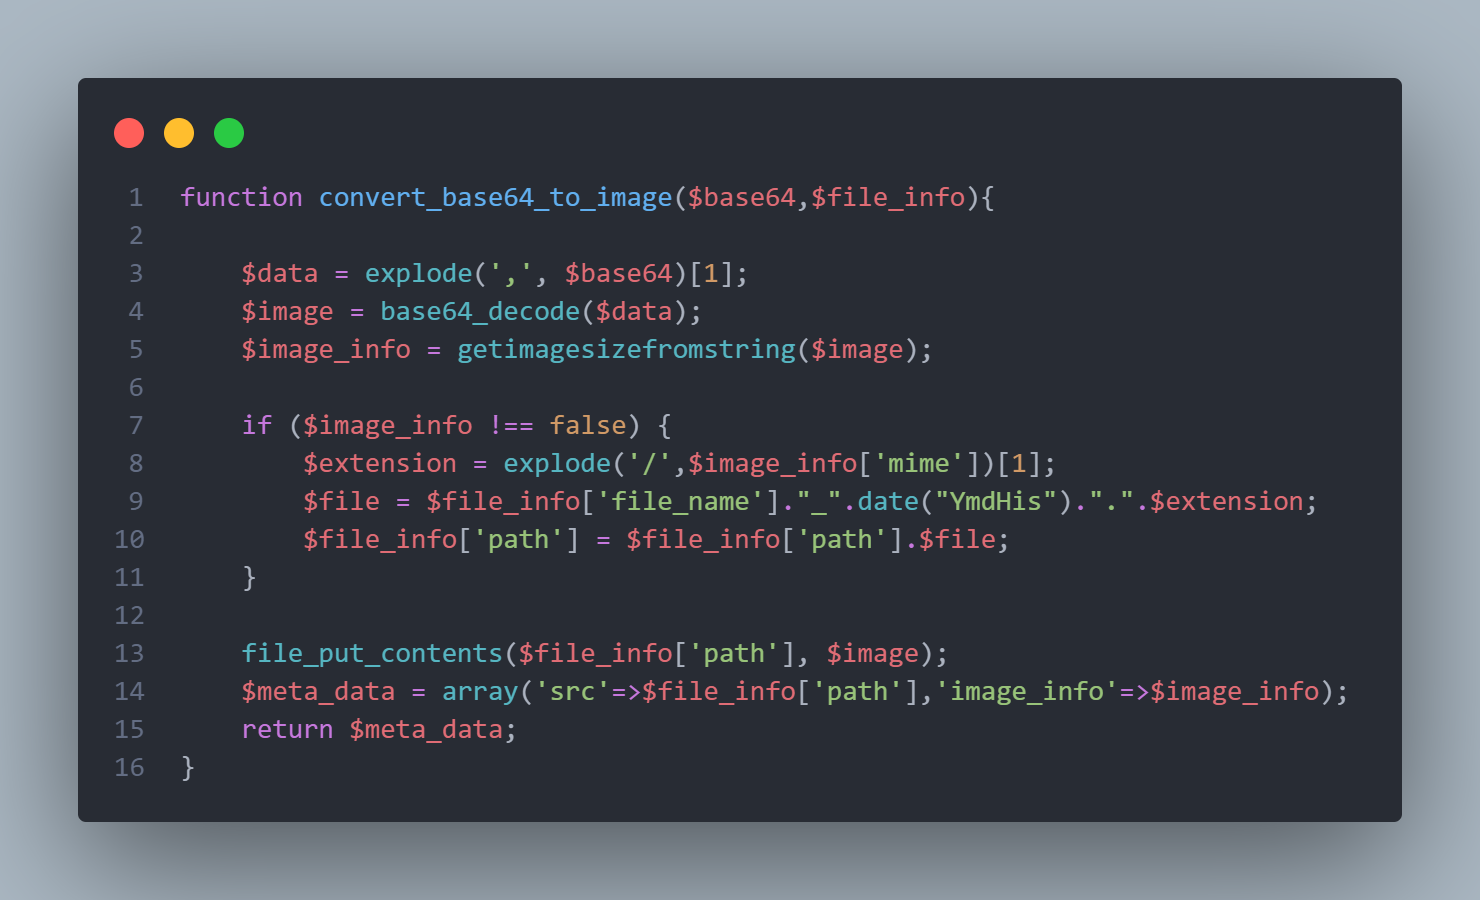 1 function convert_base64_to_image($base64,$file_info){
2
3     $data = explode(',', $base64)[1];
4     $image = base64_decode($data);
5     $image_info = getimagesizefromstring($image);
6
7     if ($image_info !== false) {
8         $extension = explode('/',$image_info['mime'])[1];
9         $file = $file_info['file_name']."_".date("YmdHis").".".$extension;
10         $file_info['path'] = $file_info['path'].$file;
11     }
12
13     file_put_contents($file_info['path'], $image);
14     $meta_data = array('src'=>$file_info['path'],'image_info'=>$image_info);
15     return $meta_data;
16 }